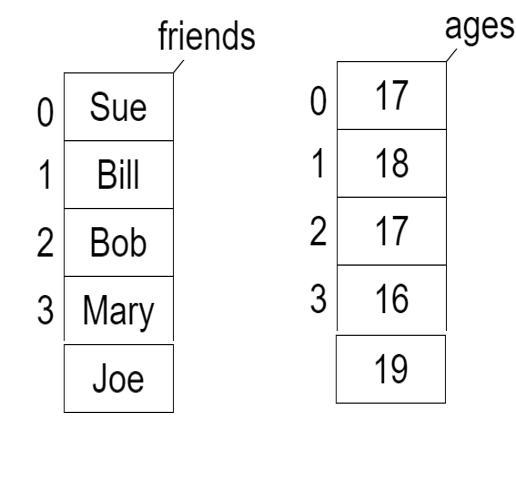 friends
0 Sue
1 Bill
2 Bob
3 Mary
Joe
ages
0 17
1 18
2 17
3 16
19